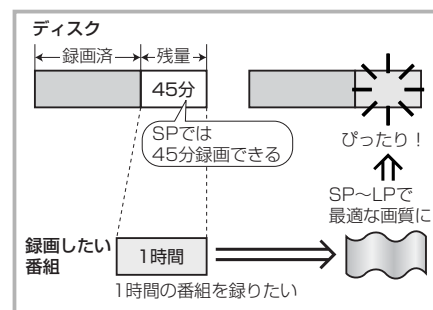 ディスク
録画済
残量
45分
SPでは
45分録画できる
ぴったり！
SP～LPで
最適な画質に
録画したい
番組
1時間
1時間の番組を録りたい